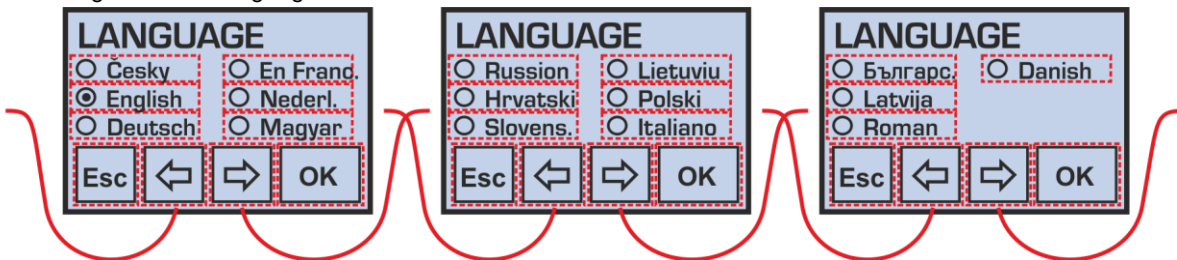 LANGUAGE
Česky En Franc.
English Nederl.
Deutsch Magyar
Esc OK
LANGUAGE
Russion Lietuviu
Hrvatski Polski
Slovens. Italiano
Esc OK
LANGUAGE
Българс. Danish
Latvija
Roman
Esc OK